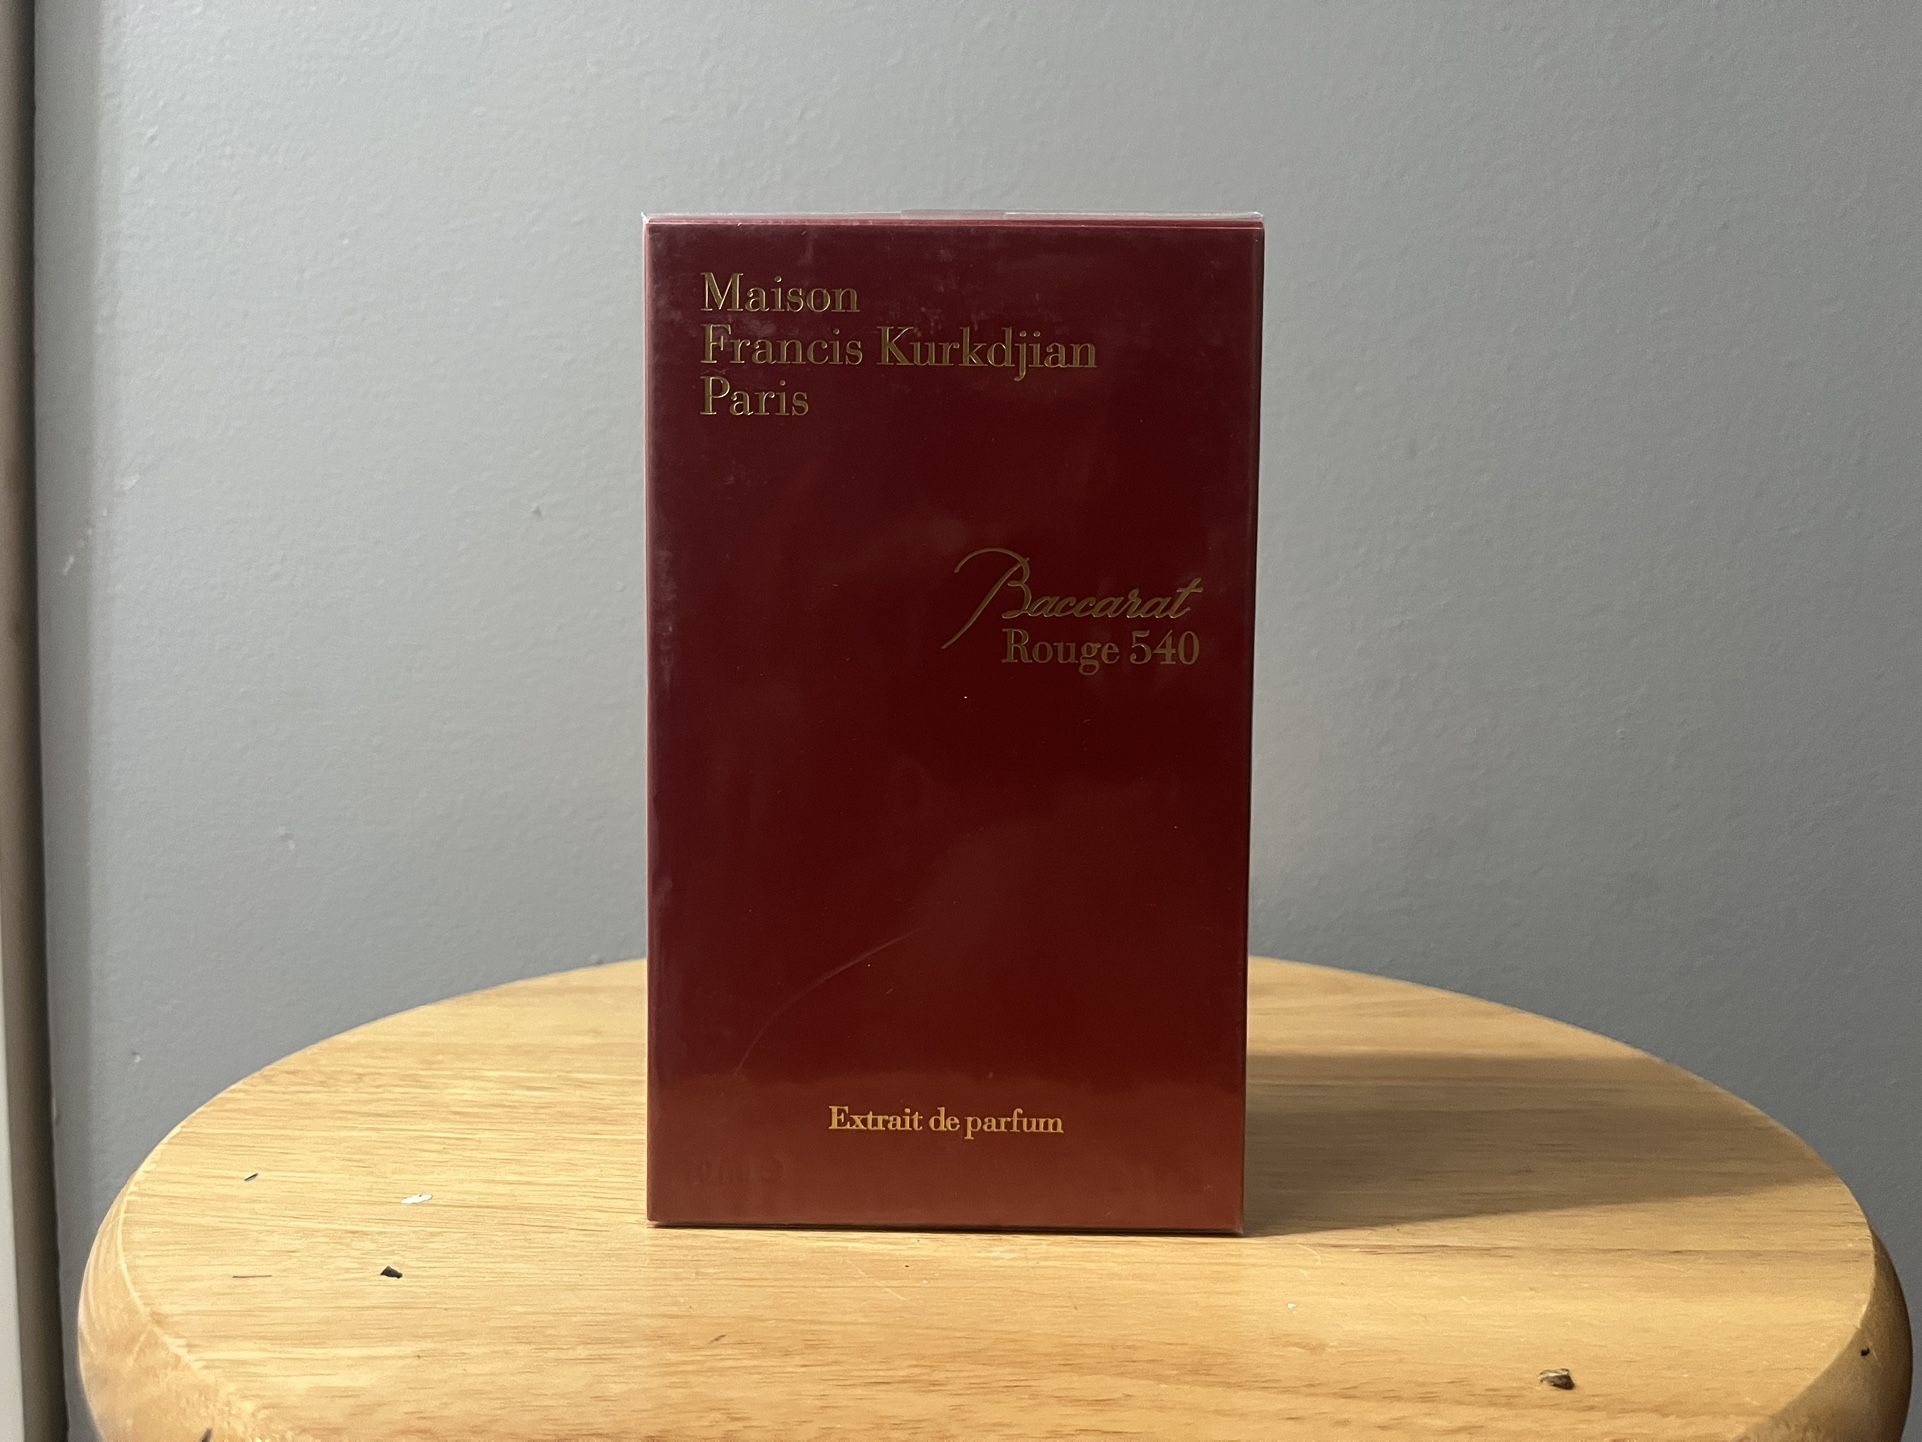 Maison
Francis Kurkdjian
Paris
Baccarat
Rouge 540
Extrait de parfum